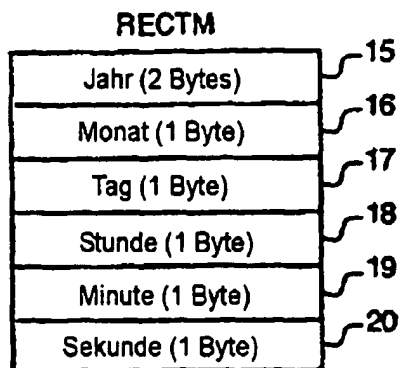 RECTM
Jahr (2 Bytes) 15
Monat (1 Byte) 16
Tag (1 Byte) 17
Stunde (1 Byte) 18
Minute (1 Byte) 19
Sekunde (1 Byte) 20